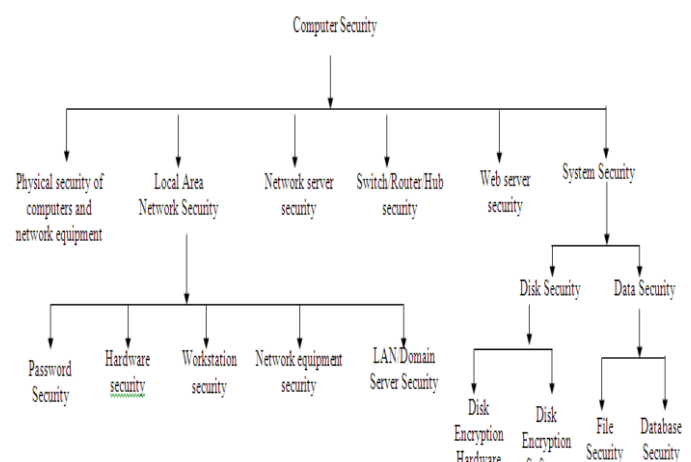 Computer Security
Physical security of
computers and
network equipment
Local Area
Network Security
Network server
security
Switch/Router/Hub
security
Web server
security
System Security
Disk Security
Data Security
Password
Security
Hardware
security
Workstation
security
Network equipment
security
LAN/Domain
Server Security
Disk
Encryption
Hardware
Disk
Encryption
File
Security
Database
Security